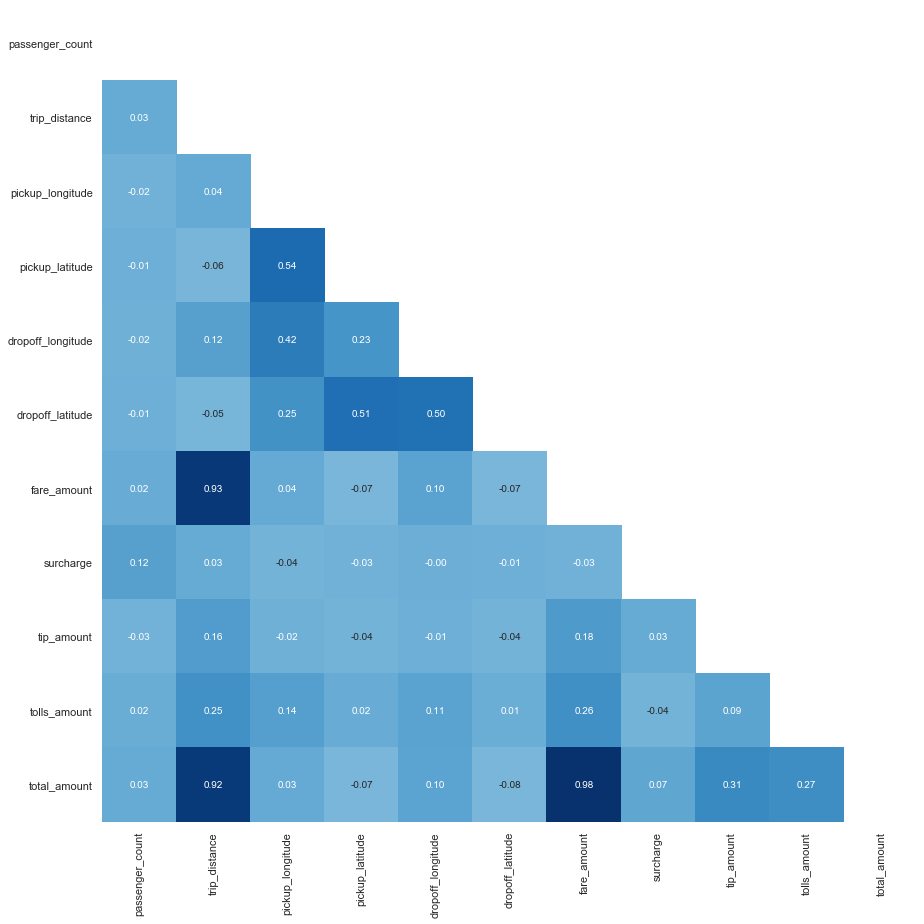 passenger_count
trip_distance 0.03
pickup_longitude -0.02 0.04
pickup_latitude -0.01 -0.06 0.54
dropoff_longitude -0.02 0.12 0.42 0.23
dropoff_latitude -0.01 -0.05 0.25 0.51 0.50
fare_amount 0.02 0.93 0.04 -0.07 0.10 -0.07
surcharge 0.12 0.03 -0.04 -0.03 -0.00 -0.01 -0.03
tip_amount -0.03 0.16 -0.02 -0.04 -0.01 -0.04 0.18 0.03
tolls_amount 0.02 0.25 0.14 0.02 0.11 0.01 0.26 -0.04 0.09
total_amount 0.03 0.92 0.03 -0.07 0.10 -0.08 0.98 0.07 0.31 0.27
passenger_count
trip_distance
pickup_longitude
pickup_latitude
dropoff_longitude
dropoff_latitude
fare_amount
surcharge
tip_amount
tolls_amount
total_amount